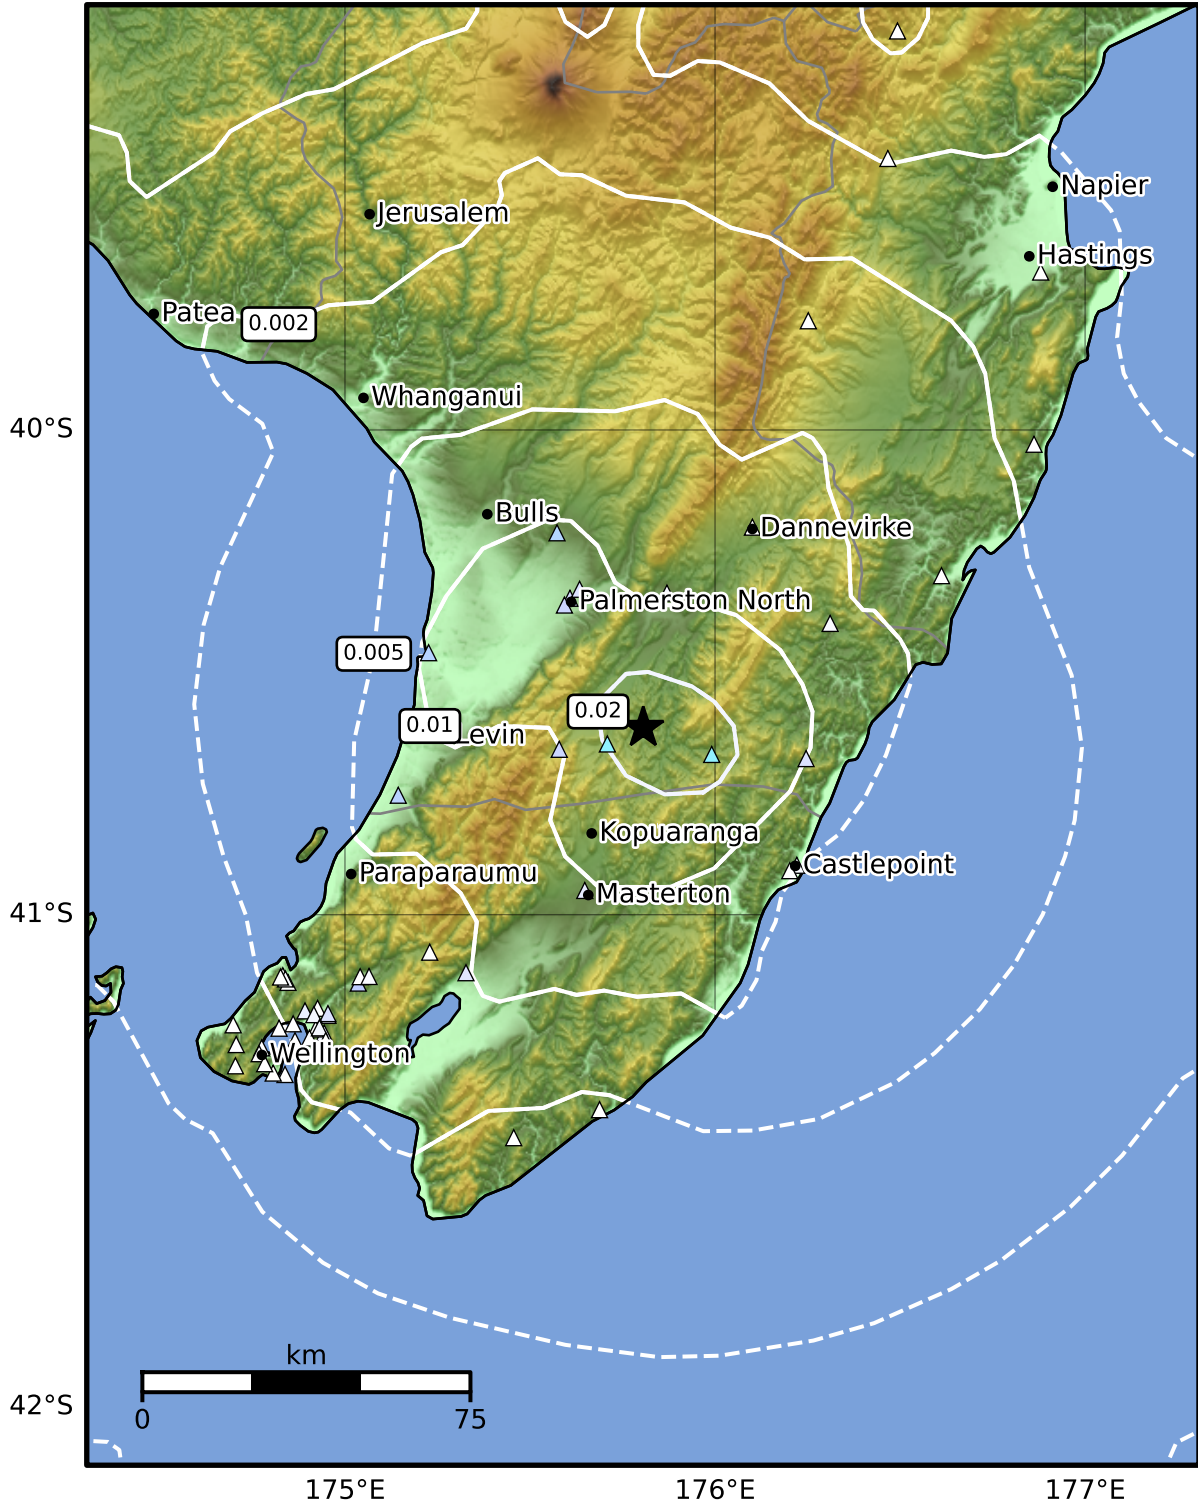 Napier
Jerusalem
Hastings
Patea
0.002
Whanganui
40°S
Bulls
Dannevirke
Palmerston North
0.005
0.02
0.01
evin
Kopuaranga
Castlepoint
Paraparaumu
Masterton
41°S
Wellington
km
0
75
42°S
175°E
176°E
177°E